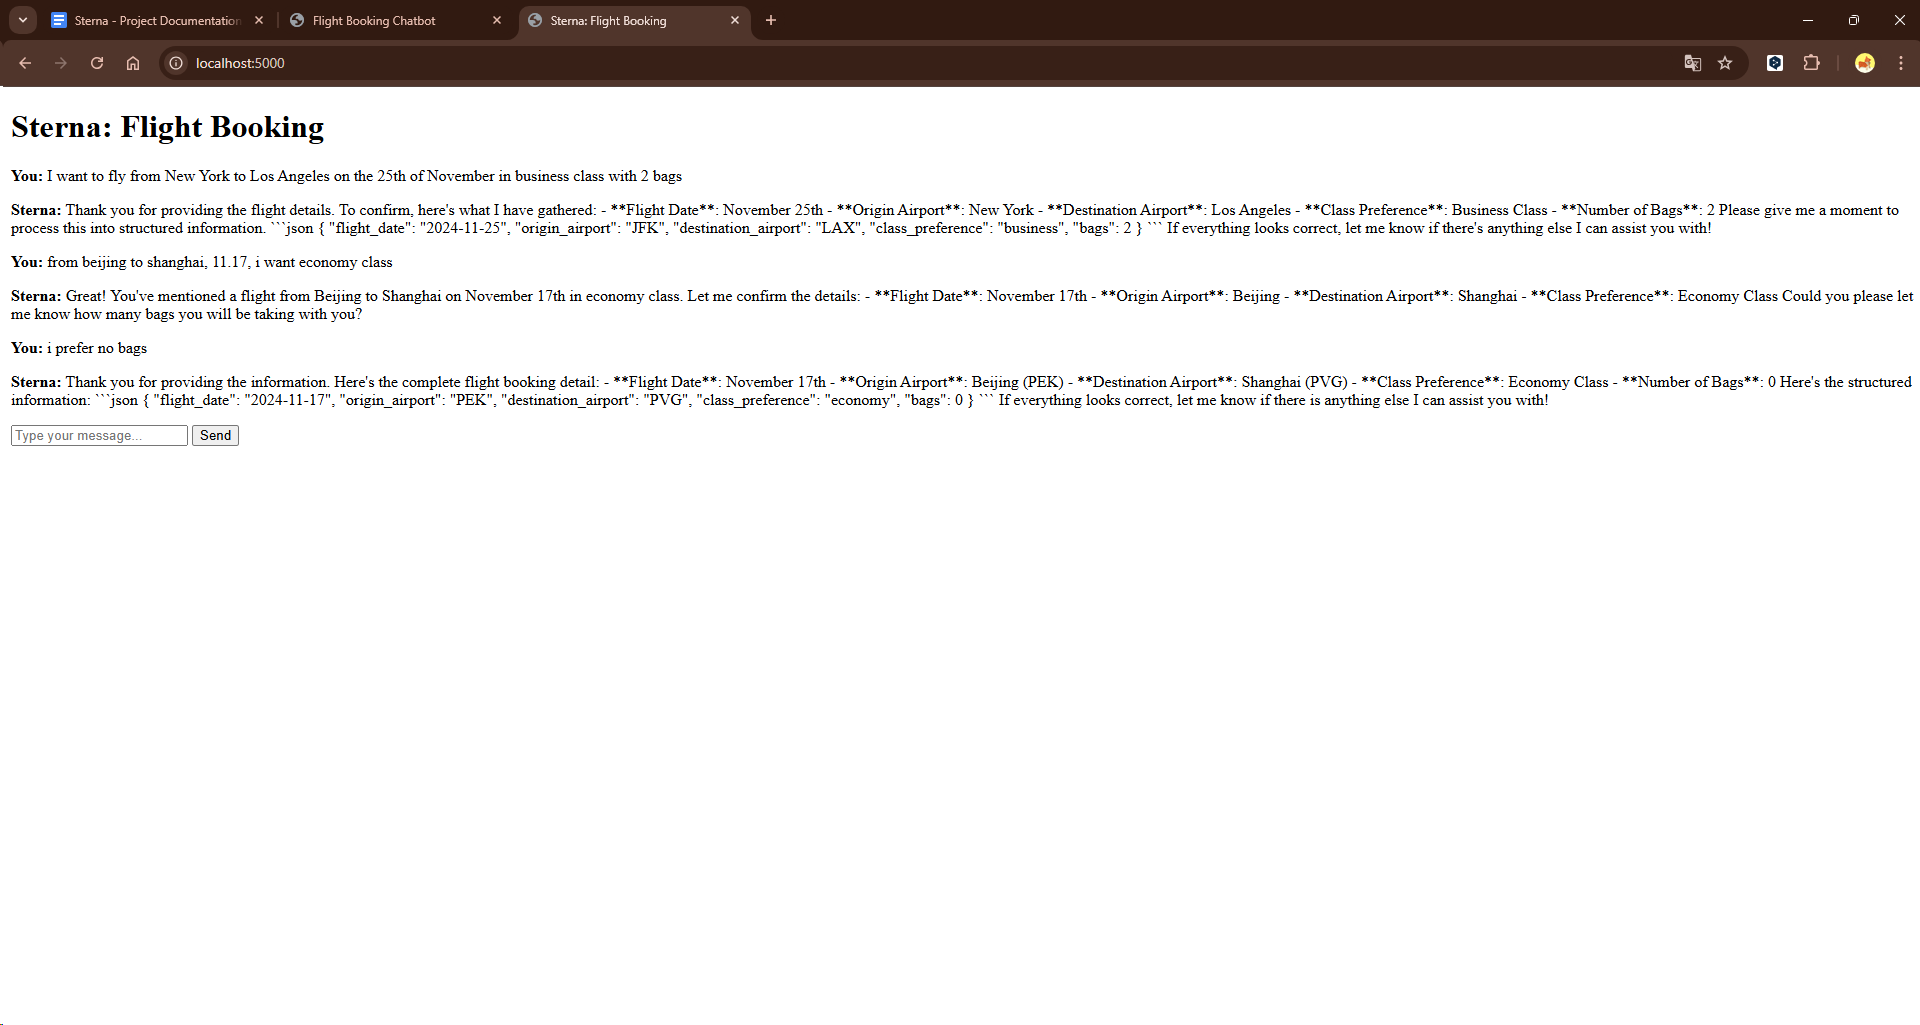 Sterna - Project Documentation
Flight Booking Chatbot
Sterna: Flight Booking
localhost:5000
Sterna: Flight Booking
You: I want to fly from New York to Los Angeles on the 25th of November in business class with 2 bags
Sterna: Thank you for providing the flight details. To confirm, here's what I have gathered: - **Flight Date**: November 25th - **Origin Airport**: New York - **Destination Airport**: Los Angeles - **Class Preference**: Business Class - **Number of Bags**: 2 Please give me a moment to
process this into structured information. ```json { "flight_date": "2024-11-25", "origin_airport": "JFK", "destination_airport": "LAX", "class_preference": "business", "bags": 2 } ``` If everything looks correct, let me know if there's anything else I can assist you with!
You: from beijing to shanghai, 11.17, i want economy class
Sterna: Great! You've mentioned a flight from Beijing to Shanghai on November 17th in economy class. Let me confirm the details: - **Flight Date**: November 17th - **Origin Airport**: Beijing - **Destination Airport**: Shanghai - **Class Preference**: Economy Class Could you please let
me know how many bags you will be taking with you?
You: i prefer no bags
Sterna: Thank you for providing the information. Here's the complete flight booking detail: - **Flight Date**: November 17th - **Origin Airport**: Beijing (PEK) - **Destination Airport**: Shanghai (PVG) - **Class Preference**: Economy Class - **Number of Bags**: 0 Here's the structured
information: ```json { "flight_date": "2024-11-17", "origin_airport": "PEK", "destination_airport": "PVG", "class_preference": "economy", "bags": 0 } ``` If everything looks correct, let me know if there is anything else I can assist you with!
Type your message... Send